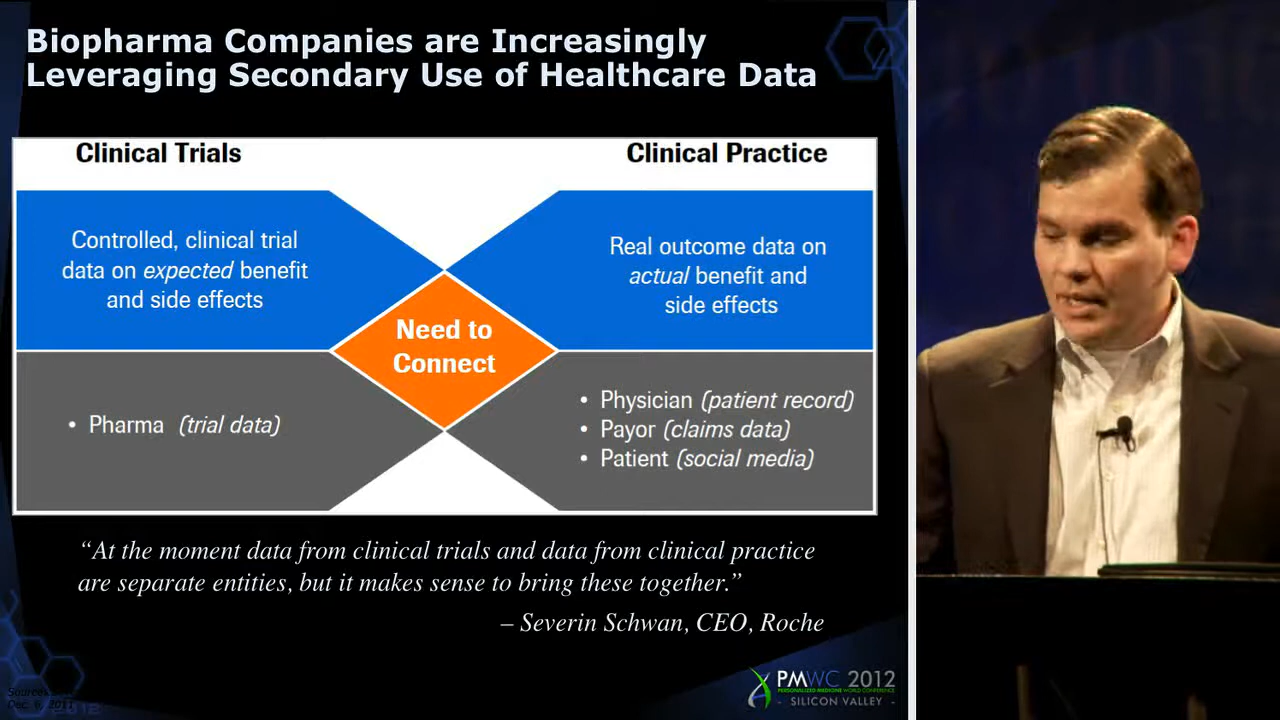 Biopharma Companies are Increasingly
Leveraging Secondary Use of Healthcare Data
Clinical Trials
Clinical Practice
Controlled, clinical trial
data on expected benefit
and side effects
Real outcome data on
actual benefit and
side effects
Need to
Connect
• Pharma (trial data)
• Physician (patient record)
• Payor (claims data)
• Patient (social media)
“At the moment data from clinical trials and data from clinical practice
are separate entities, but it makes sense to bring these together.”
– Severin Schwan, CEO, Roche
Source:
Dec. 6, 2011
PMWC 2012
PERSONALIZED MEDICINE WORLD CONFERENCE
- SILICON VALLEY -